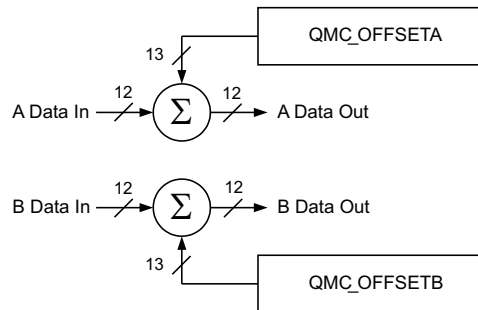 QMC_OFFSETA
13
12
12
A Data In
Σ
A Data Out
12
12
B Data In
Σ
B Data Out
13
QMC_OFFSETB